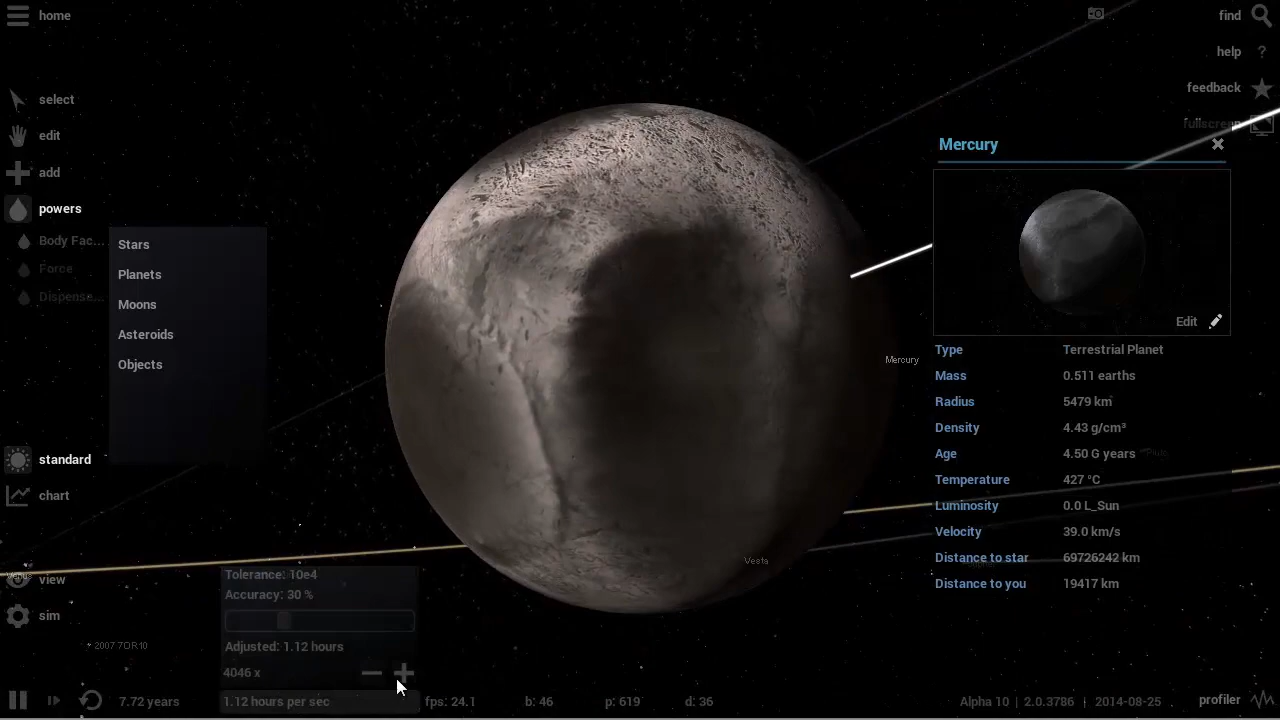 home
find
help ?
feedback
fullscreen
select
edit
add
powers
Body Fac...
Force
Dispense...
Stars
Planets
Moons
Asteroids
Objects
standard
chart
view
sim
Mercury
Edit
Type Terrestrial Planet
Mass 0.511 earths
Radius 5479 km
Density 4.43 g/cm³
Age 4.50 G years
Temperature 427 °C
Luminosity 0.0 L_Sun
Velocity 39.0 km/s
Distance to star 69726242 km
Distance to you 19417 km
Mercury
Vesta
Venus
2007 7OR10
Tolerance: 10e4
Accuracy: 30 %
Adjusted: 1.12 hours
4046 x
7.72 years
1.12 hours per sec
fps: 24.1
b: 46
p: 619
d: 36
Alpha 10 | 2.0.3786 | 2014-08-25
profiler